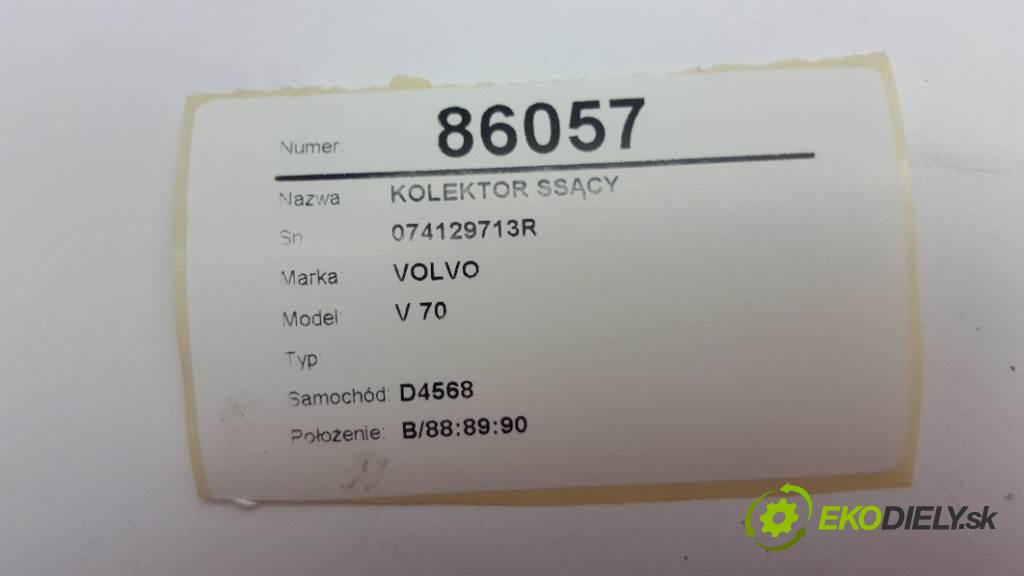 Numer: 86057
Nazwa: KOLEKTOR SSĄCY
Sn 074129713R
Marka: VOLVO
Model: V 70
Typ:
Samochód: D4568
Położenie: B/88:89:90
EKODIELY.sk